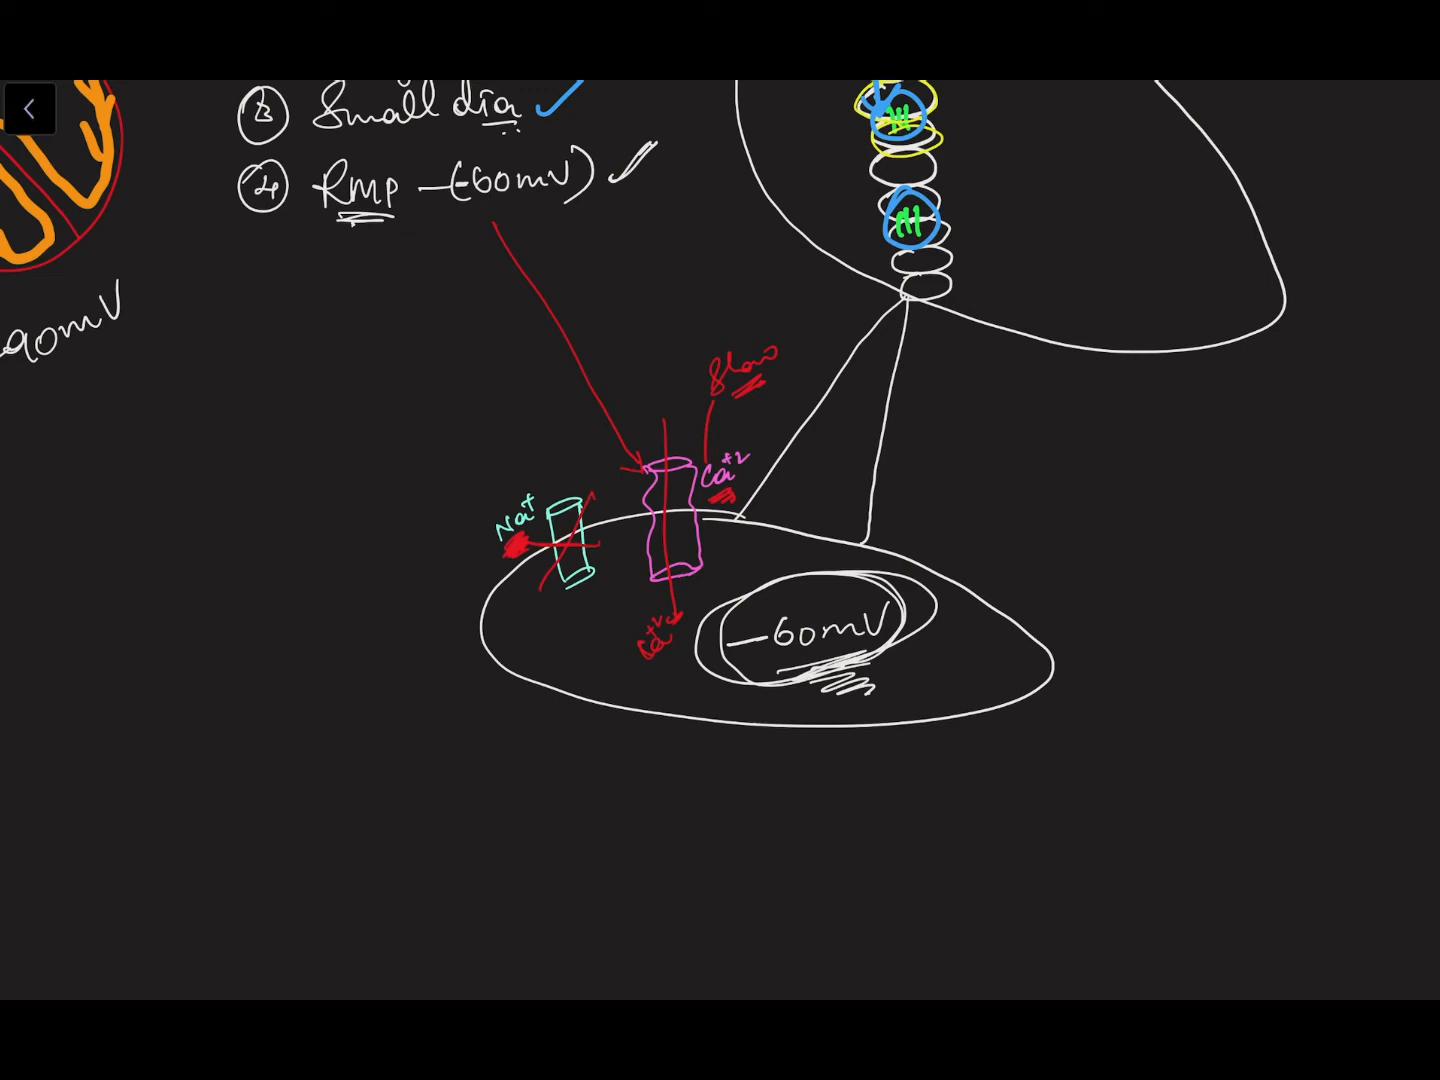 ③ Small dia
④ RMP —(-60mV)
-90mV
Slow
Ca+2
Na+
Ca+2
-60mV